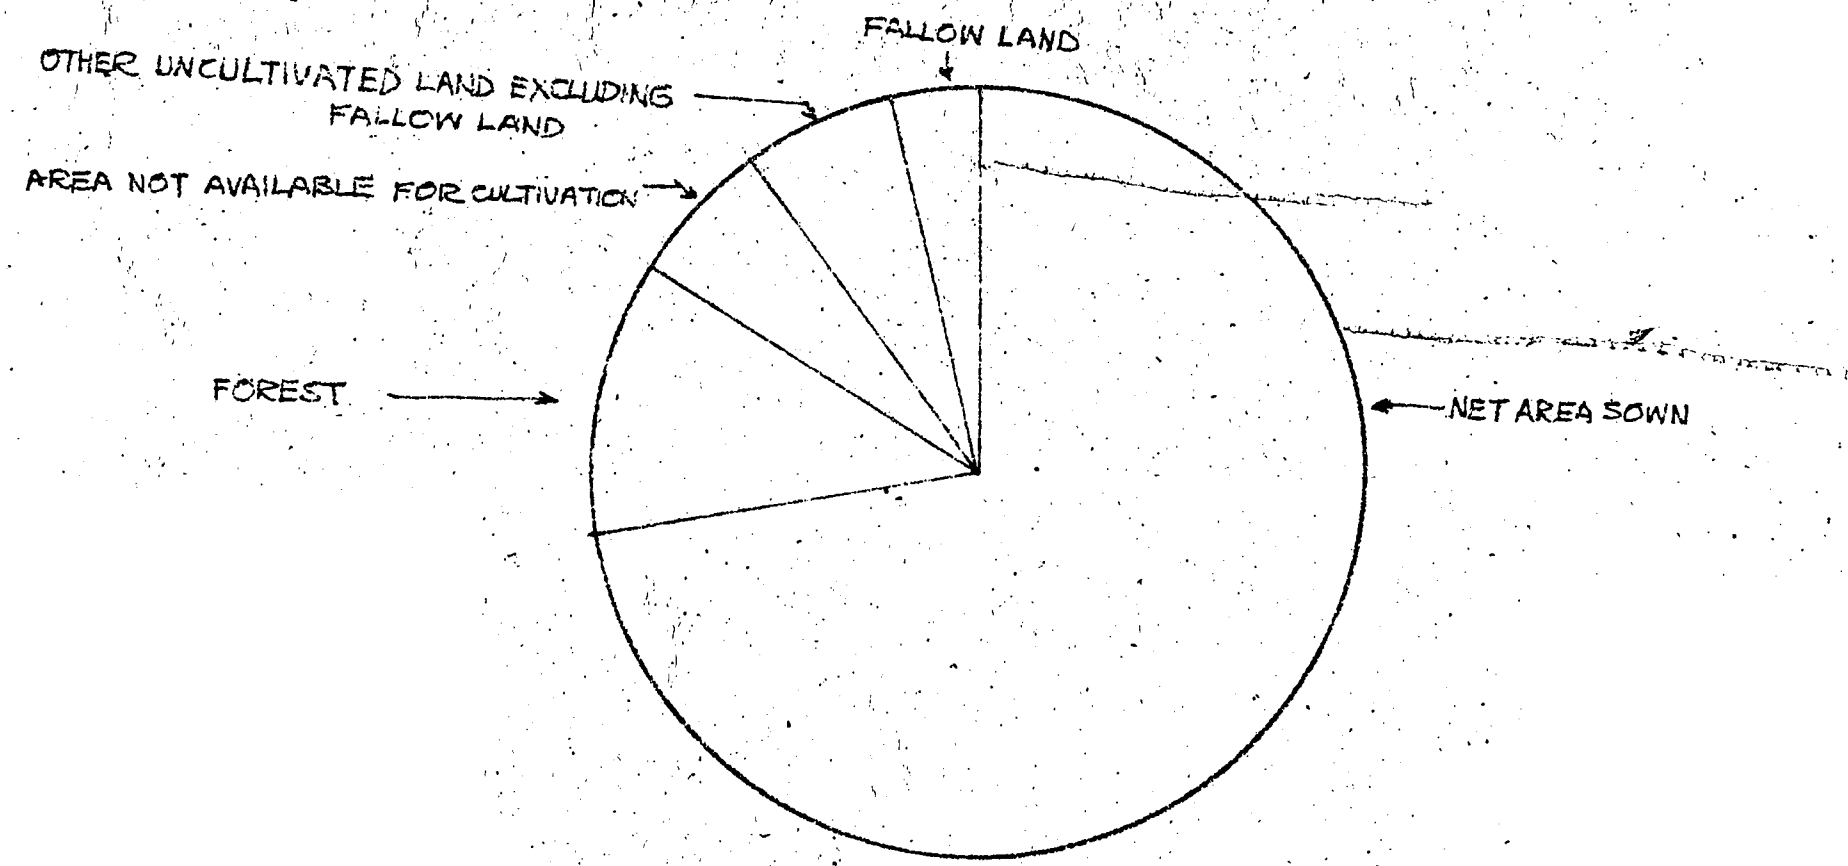 FALLOW LAND
OTHER UNCULTIVATED LAND EXCLUDING
FALLOW LAND
AREA NOT AVAILABLE FOR CULTIVATION
FOREST
NET AREA SOWN